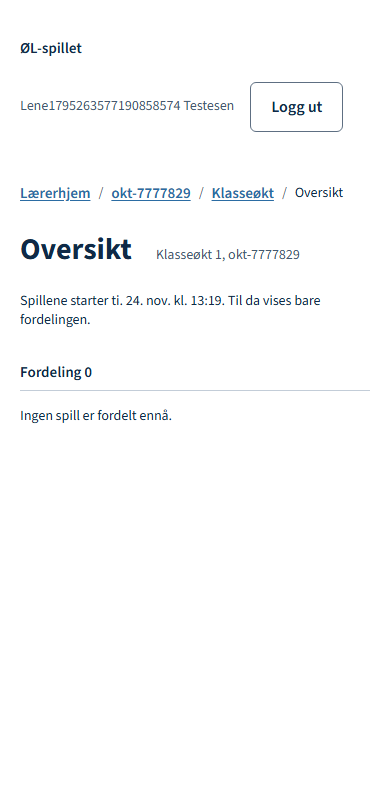 ØL-spillet
Lene1795263577190858574 Testesen
Logg ut
Lærerhjem / okt-7777829 / Klasseøkt / Oversikt
Oversikt Klasseøkt 1, okt-7777829
Spillene starter ti. 24. nov. kl. 13:19. Til da vises bare
fordelingen.
Fordeling 0
Ingen spill er fordelt ennå.